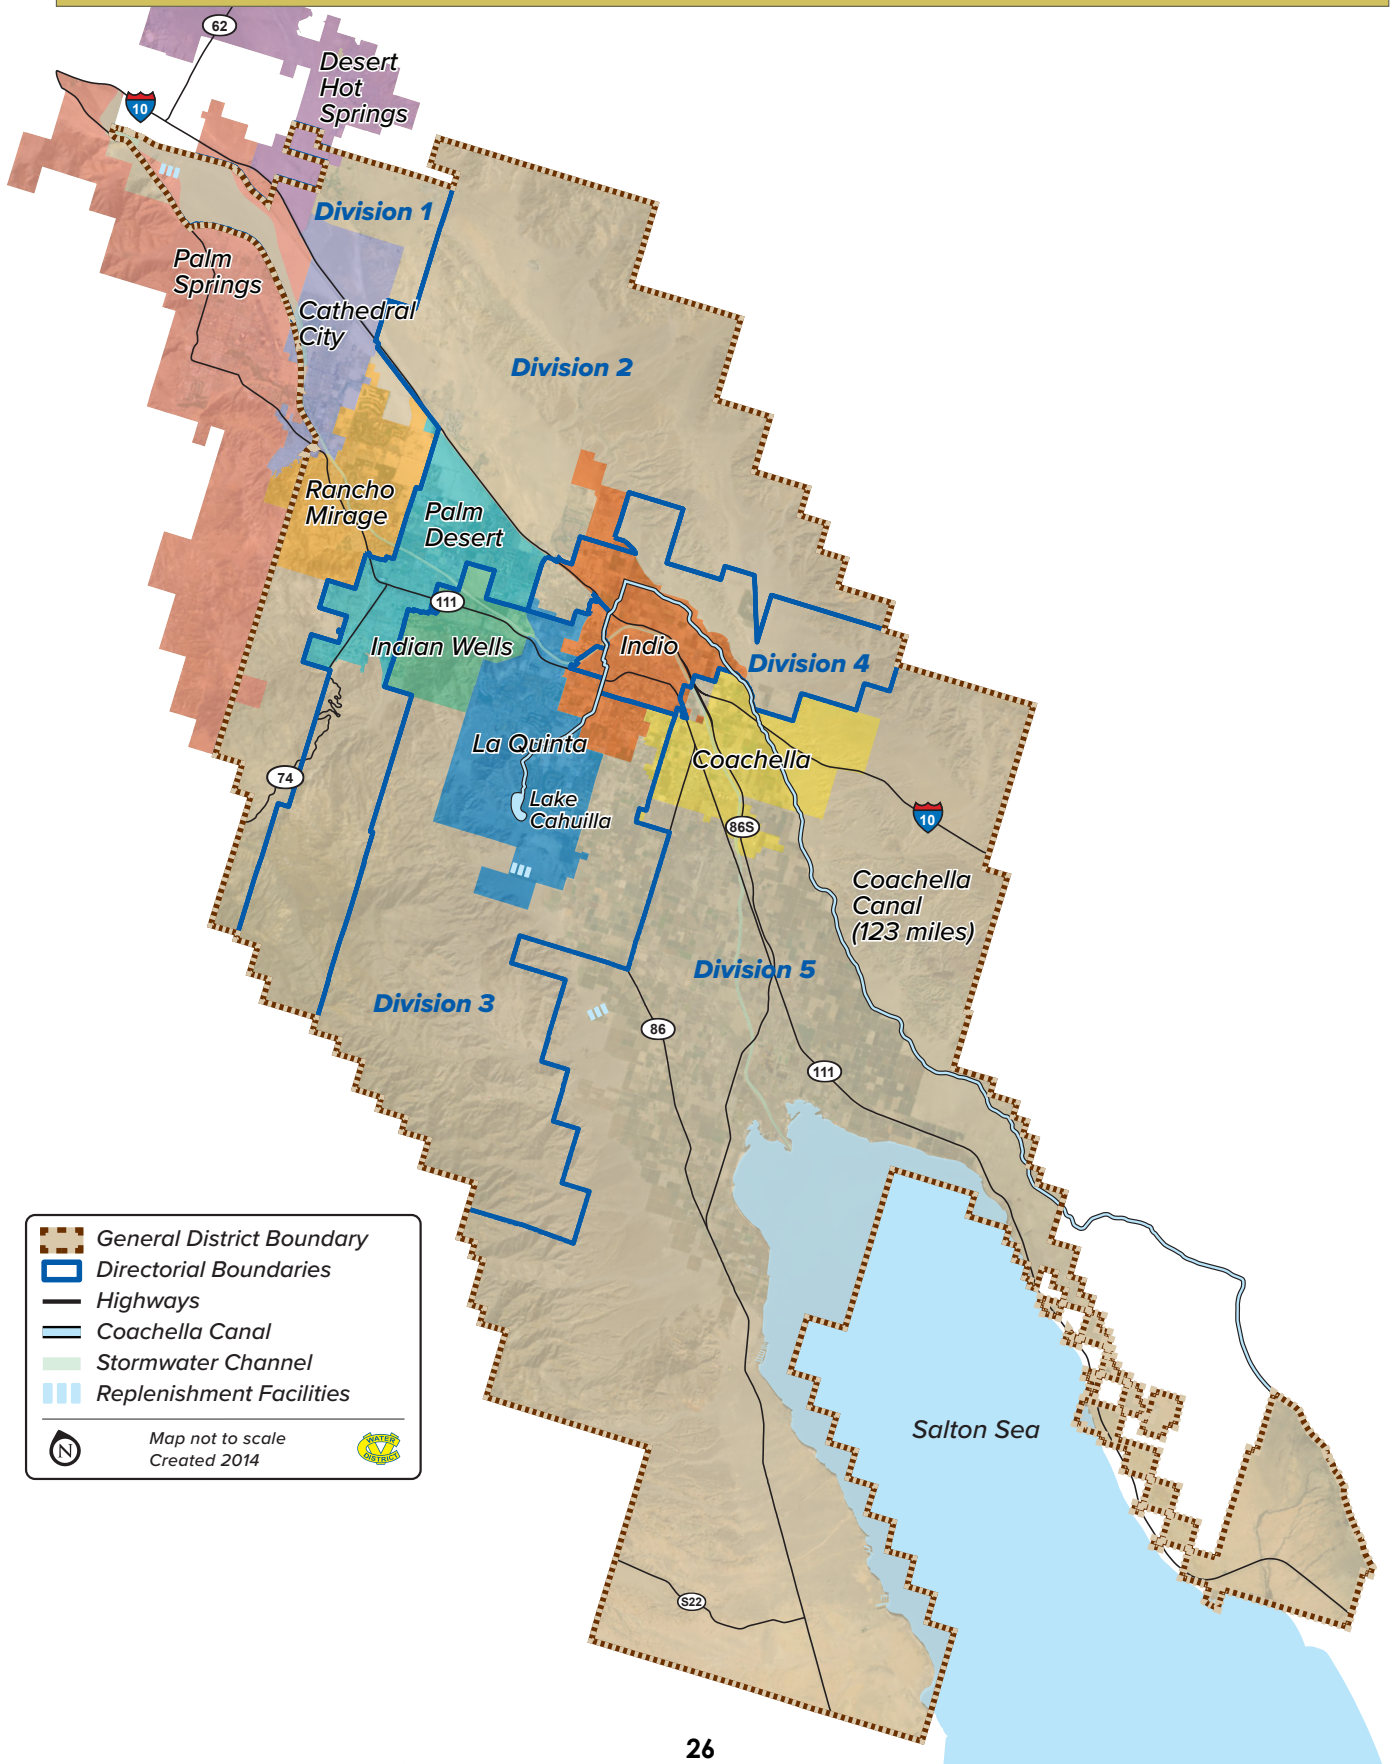 62
Desert
Hot
Springs
10
Division 1
Palm
Springs
Cathedral
City
Division 2
Rancho
Mirage
Palm
Desert
111
Indian Wells
Indio
Division 4
La Quinta
Coachella
74
Lake
Cahuilla
10
86S
Coachella
Canal
(123 miles)
Division 5
Division 3
86
111
General District Boundary
Directorial Boundaries
Highways
Coachella Canal
Stormwater Channel
Replenishment Facilities
N
Map not to scale
Created 2014
WATER
CV
DISTRICT
Salton Sea
S22
26